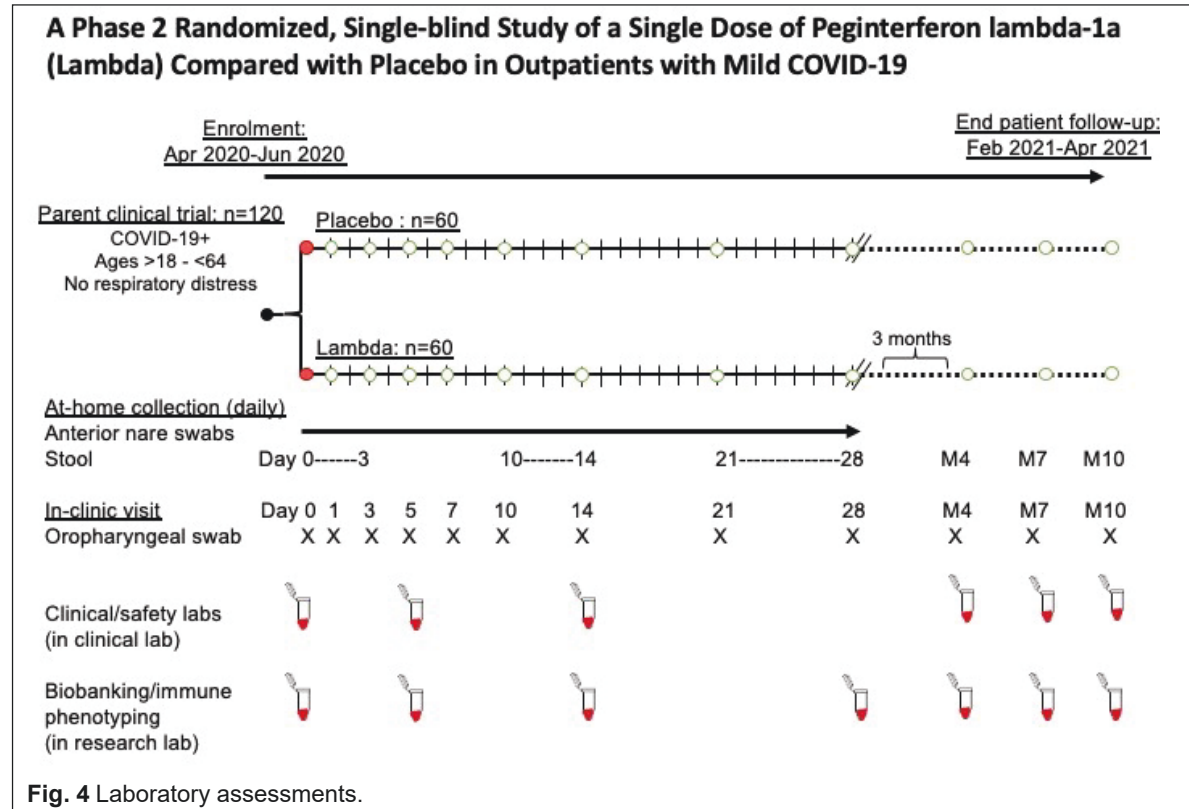 A Phase 2 Randomized, Single-blind Study of a Single Dose of Peginterferon lambda-1a
(Lambda) Compared with Placebo in Outpatients with Mild COVID-19
Enrolment:
Apr 2020-Jun 2020
End patient follow-up:
Feb 2021-Apr 2021
Parent clinical trial: n=120
COVID-19+
Ages >18 - <64
No respiratory distress
Placebo : n=60
Lambda: n=60
3 months
At-home collection (daily)
Anterior nare swabs
Stool Day 0------3 10-------14 21--------------28 M4 M7 M10
In-clinic visit Day 0 1 3 5 7 10 14 21 28 M4 M7 M10
Oropharyngeal swab X X X X X X X X X X X X
Clinical/safety labs
(in clinical lab)
Biobanking/immune
phenotyping
(in research lab)
Fig. 4 Laboratory assessments.